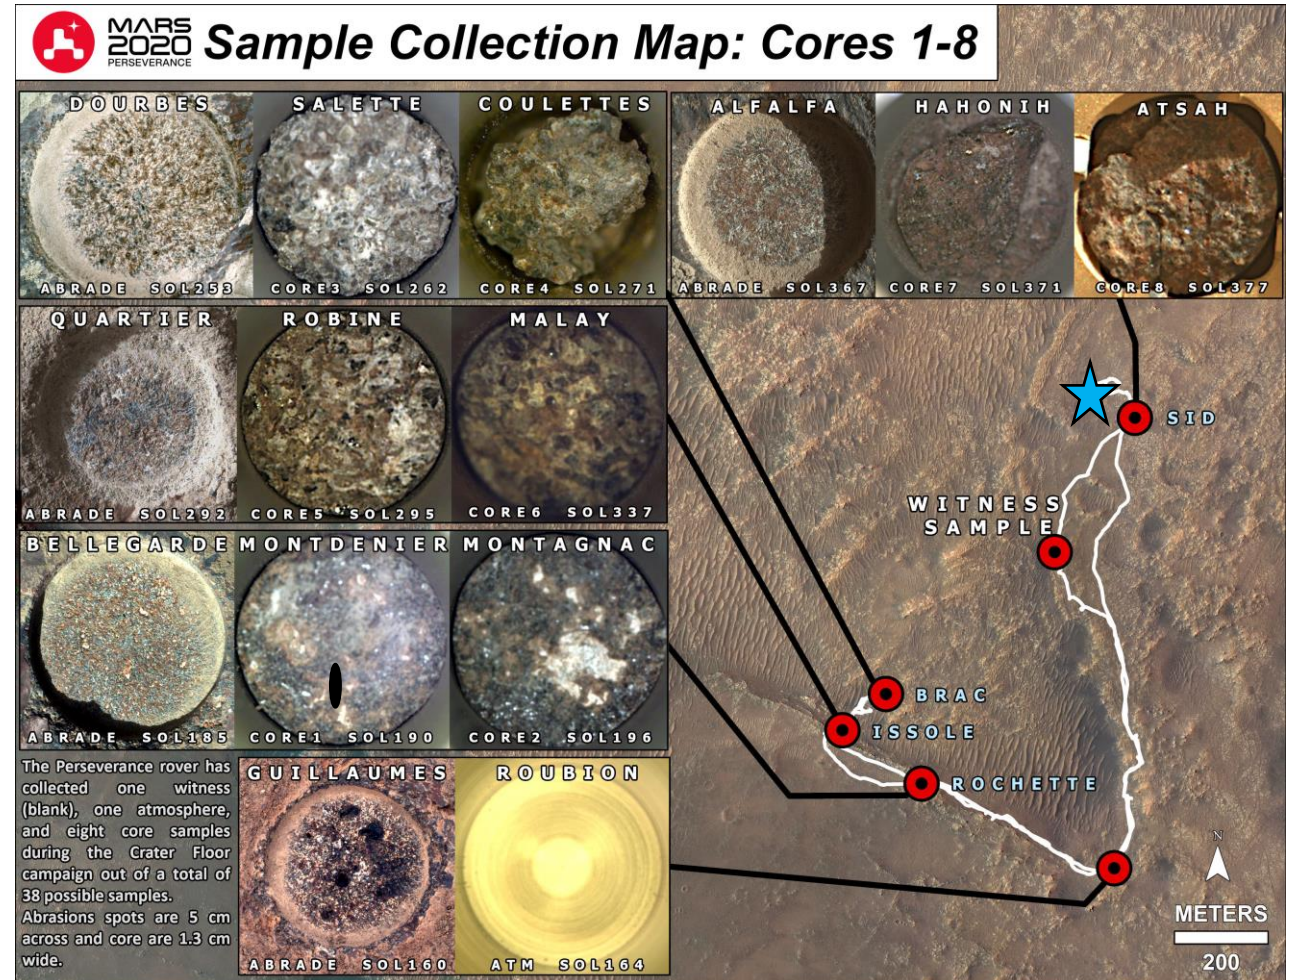 MARS
2020
PERSEVERANCE
Sample Collection Map: Cores 1-8
DOURBES SALETTE COULETTES
ABRADE SOL253 CORE3 SOL262 CORE4 SOL271
ALFALFA HAHONIH ATSAH
ABRADE SOL367 CORE7 SOL371 CORE8 SOL377
QUARTIER ROBINE MALAY
ABRADE SOL292 CORE5 SOL295 CORE6 SOL337
BELLEGARDE MONTDENIER MONTAGNAC
ABRADE SOL185 CORE1 SOL190 CORE2 SOL196
GUILLAUMES ROUBION
ABRADE SOL160 ATM SOL164
The Perseverance rover has
collected one witness
(blank), one atmosphere,
and eight core samples
during the Crater Floor
campaign out of a total of
38 possible samples.
Abrasions spots are 5 cm
across and core are 1.3 cm
wide.
SID
WITNESS
SAMPLE
BRAC
ISSOLE
ROCHETTE
N
METERS
200